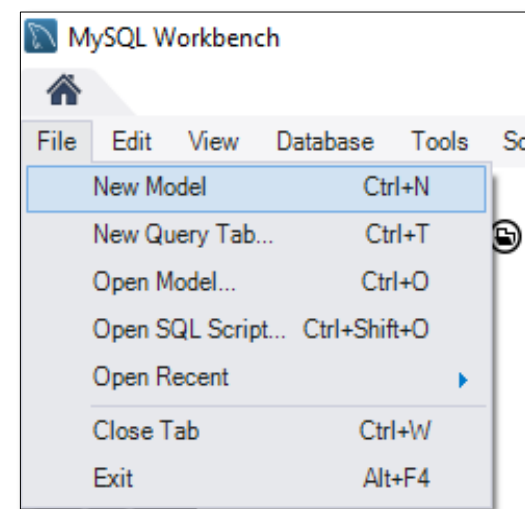 MySQL Workbench
File Edit View Database Tools
New Model Ctrl+N
New Query Tab... Ctrl+T
Open Model... Ctrl+O
Open SQL Script... Ctrl+Shift+O
Open Recent
Close Tab Ctrl+W
Exit Alt+F4